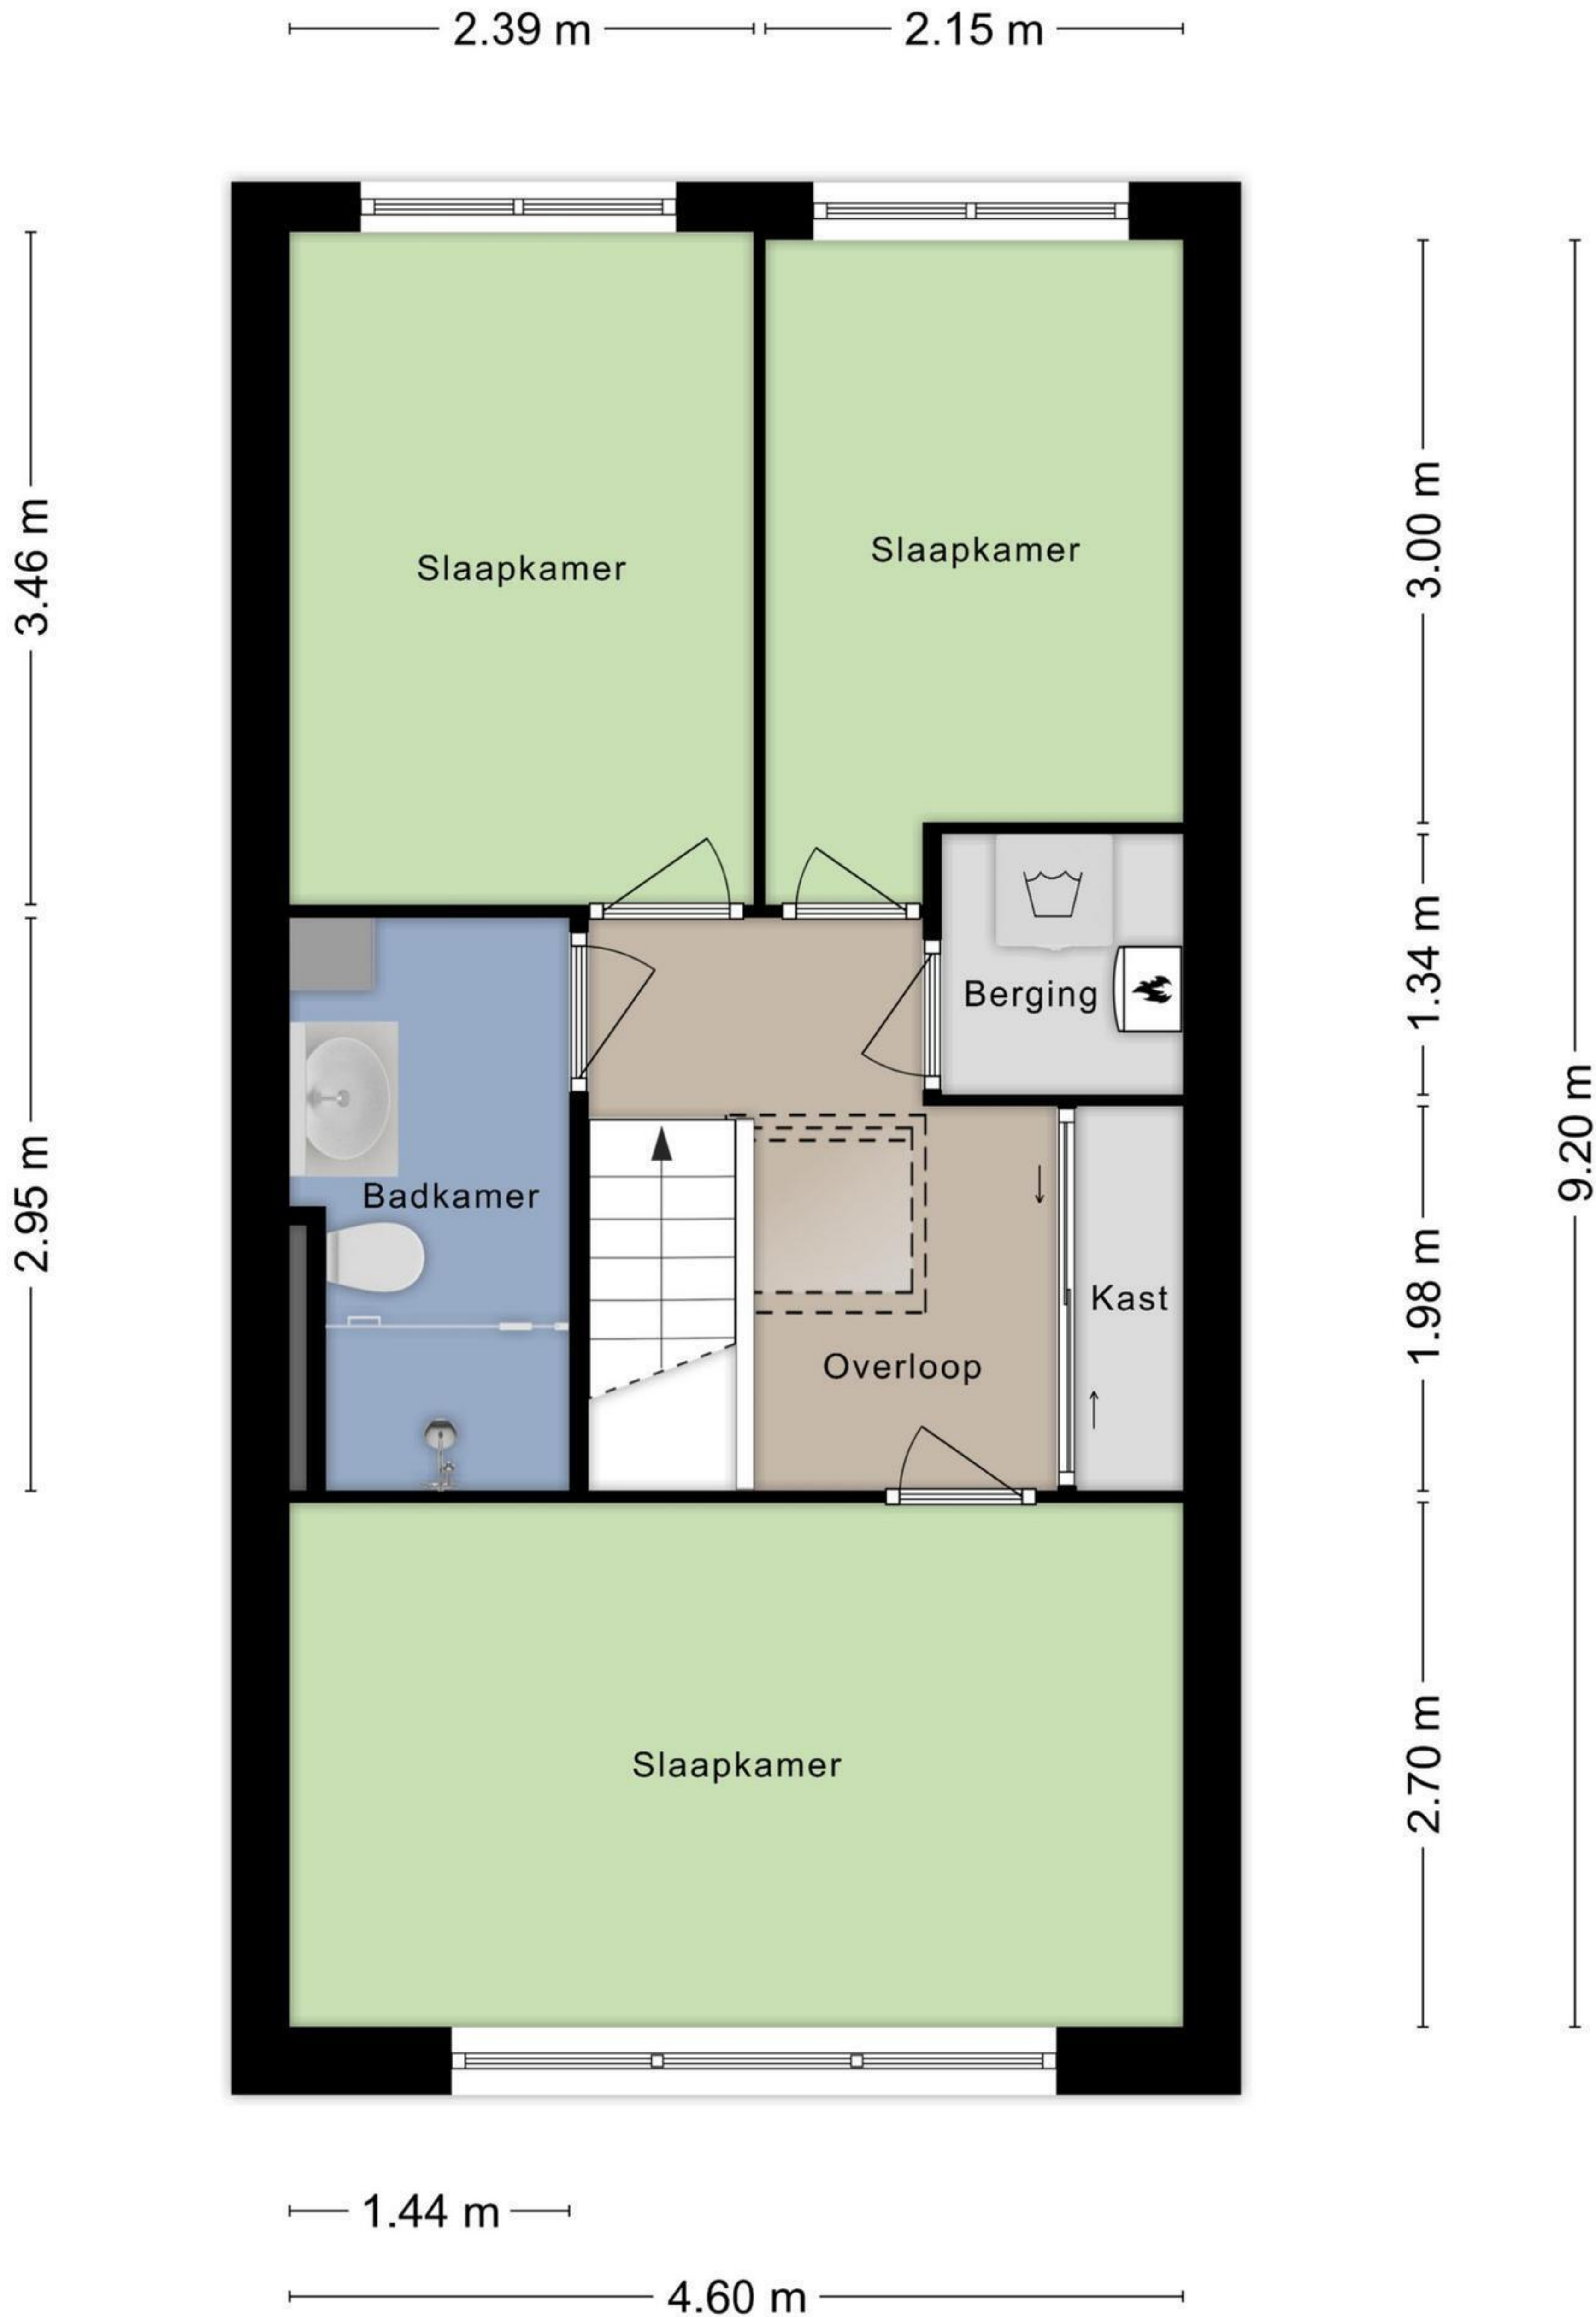 2.39 m
2.15 m
3.46 m
3.00 m
Slaapkamer
Slaapkamer
Berging
1.34 m
9.20 m
2.95 m
Badkamer
Kast
1.98 m
Overloop
Slaapkamer
2.70 m
1.44 m
4.60 m